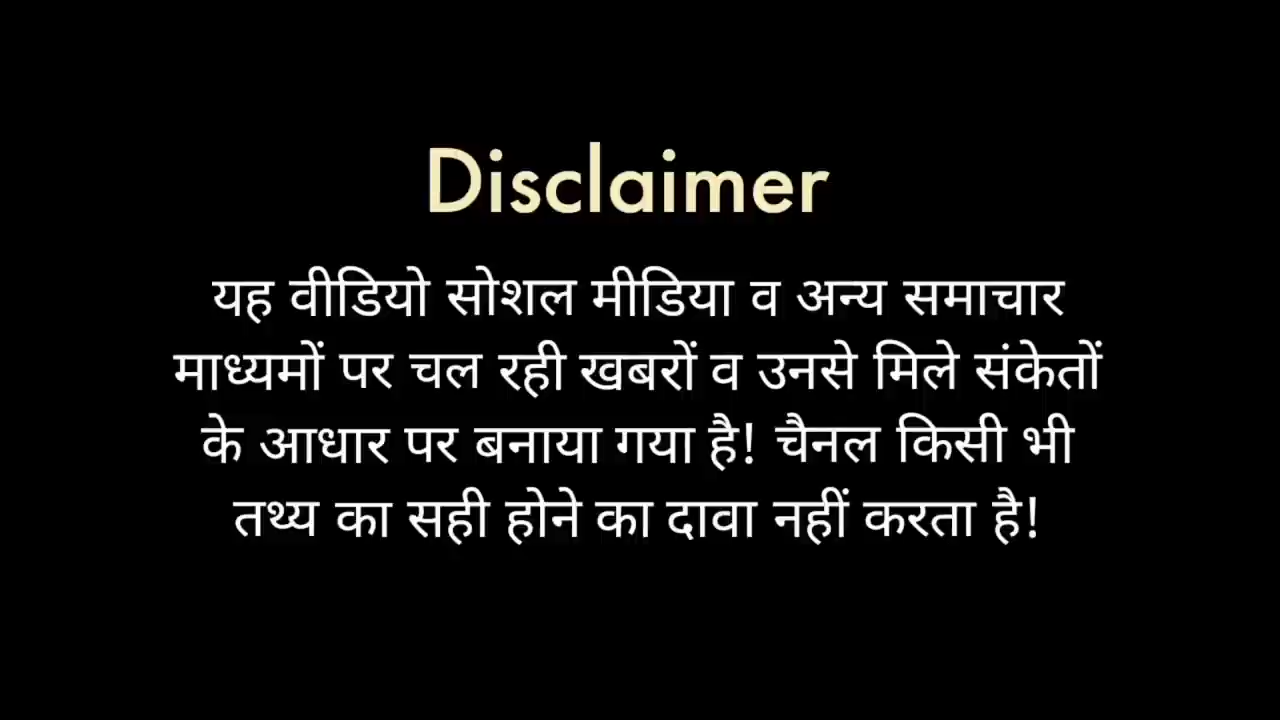 Disclaimer
यह वीडियो सोशल मीडिया व अन्य समाचार
माध्यमों पर चल रही खबरों व उनसे मिले संकेतों
के आधार पर बनाया गया है! चैनल किसी भी
तथ्य का सही होने का दावा नहीं करता है!